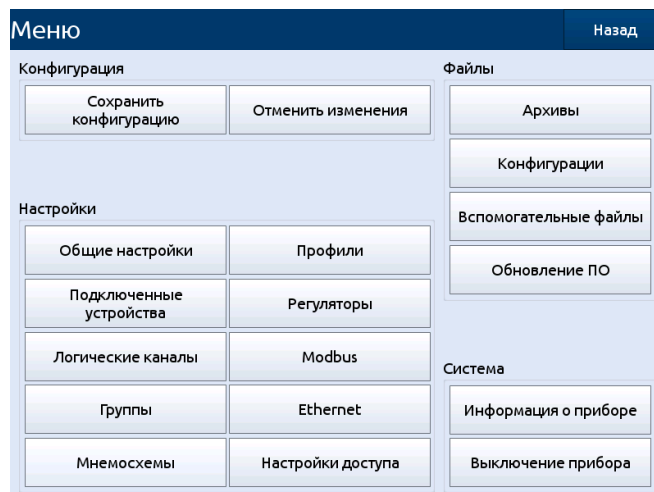 Меню
Назад
Конфигурация
Сохранить
конфигурацию
Отменить изменения
Настройки
Общие настройки
Профили
Подключенные
устройства
Регуляторы
Логические каналы
Modbus
Группы
Ethernet
Мнемосхемы
Настройки доступа
Файлы
Архивы
Конфигурации
Вспомогательные файлы
Обновление ПО
Система
Информация о приборе
Выключение прибора